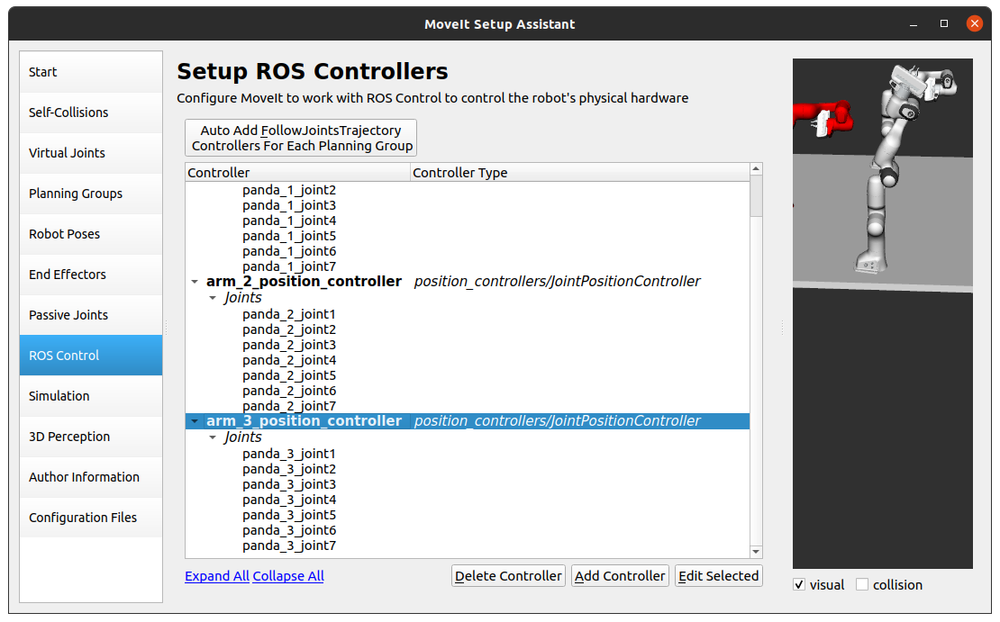 MoveIt Setup Assistant
Start
Self-Collisions
Virtual Joints
Planning Groups
Robot Poses
End Effectors
Passive Joints
ROS Control
Simulation
3D Perception
Author Information
Configuration Files
Setup ROS Controllers
Configure MoveIt to work with ROS Control to control the robot's physical hardware
Auto Add FollowJointsTrajectory
Controllers For Each Planning Group
Controller Controller Type
panda_1_joint2
panda_1_joint3
panda_1_joint4
panda_1_joint5
panda_1_joint6
panda_1_joint7
arm_2_position_controller position_controllers/JointPositionController
Joints
panda_2_joint1
panda_2_joint2
panda_2_joint3
panda_2_joint4
panda_2_joint5
panda_2_joint6
panda_2_joint7
arm_3_position_controller position_controllers/JointPositionController
Joints
panda_3_joint1
panda_3_joint2
panda_3_joint3
panda_3_joint4
panda_3_joint5
panda_3_joint6
panda_3_joint7
Expand All Collapse All Delete Controller Add Controller Edit Selected
visual collision